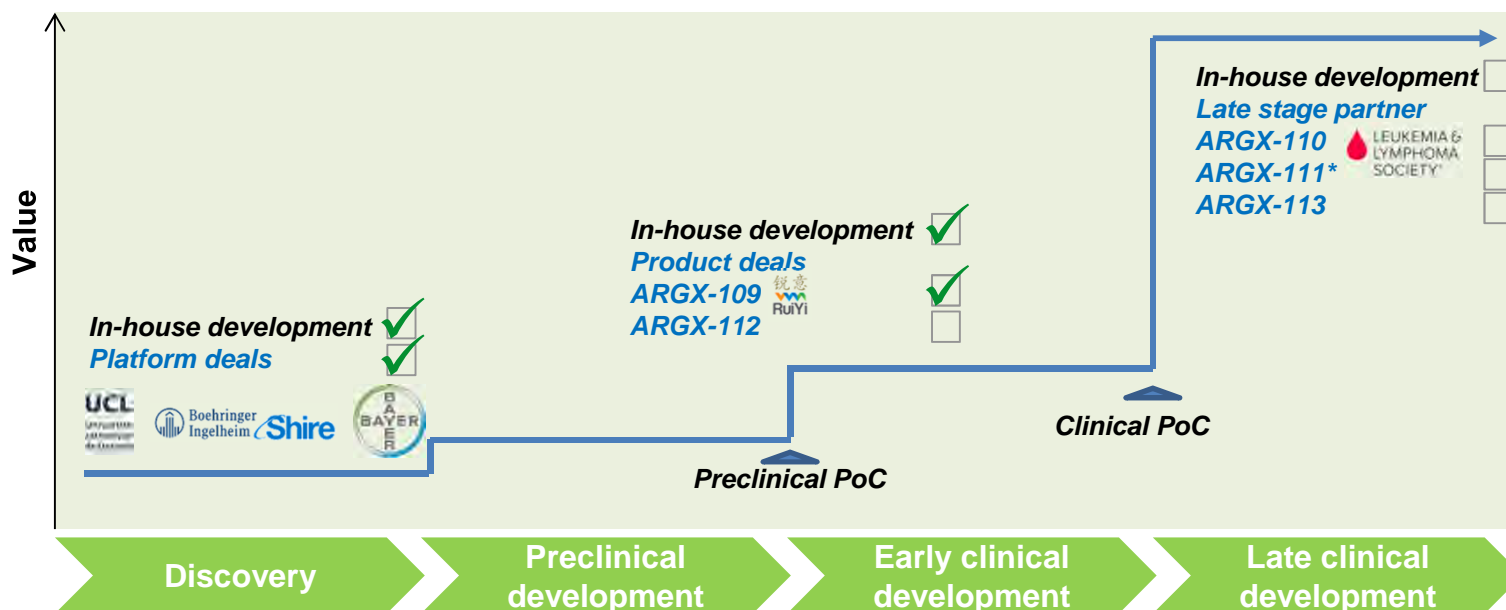 Value
In-house development
Platform deals
UCL
Boehringer
Ingelheim
Shire
BAYER
BAYER
In-house development
Product deals
ARGX-109
锐意
RuiYi
ARGX-112
Preclinical PoC
Clinical PoC
In-house development
Late stage partner
ARGX-110
LEUKEMIA &
LYMPHOMA
SOCIETY
ARGX-111*
ARGX-113
Discovery
Preclinical
development
Early clinical
development
Late clinical
development